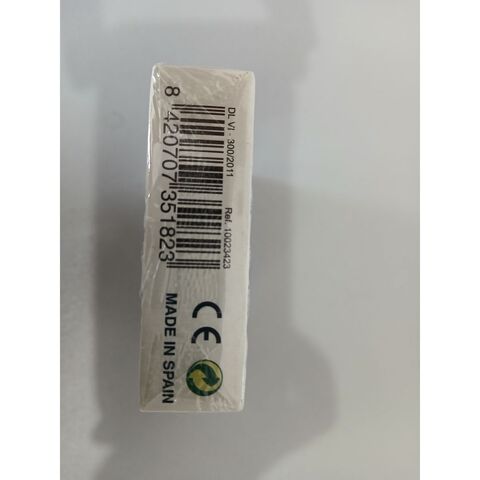 DL VI - 300/2011
Ref. 10023423
8 420707 351823
CE
MADE IN SPAIN